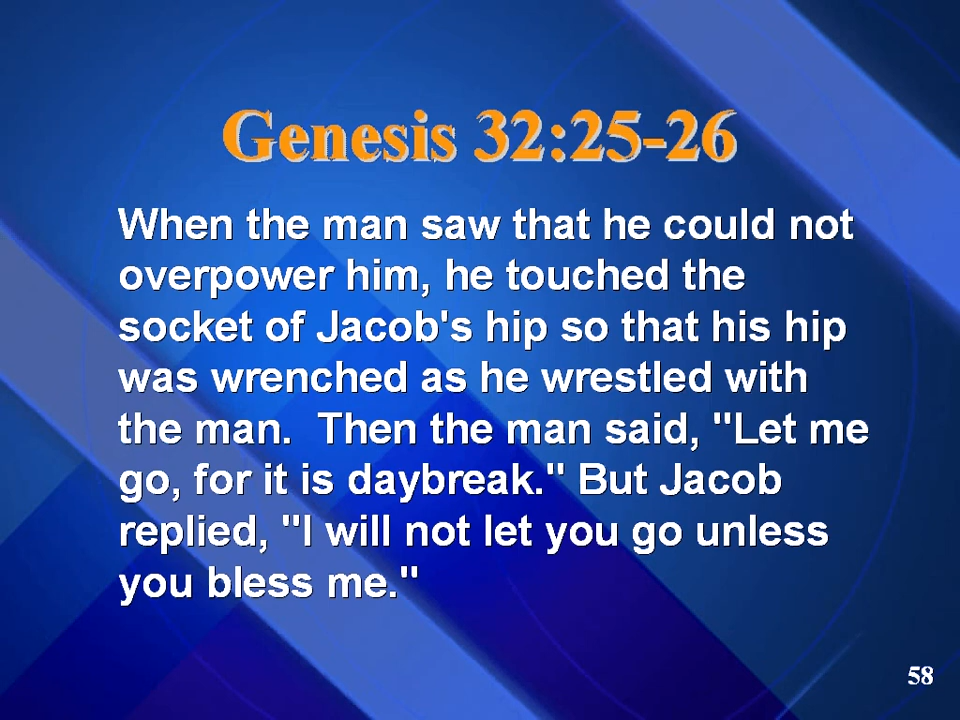 Genesis 32:25-26
When the man saw that he could not
overpower him, he touched the
socket of Jacob's hip so that his hip
was wrenched as he wrestled with
the man.  Then the man said, "Let me
go, for it is daybreak." But Jacob
replied, "I will not let you go unless
you bless me."
58